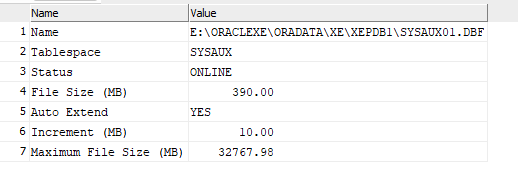 Name Value
1 Name E:\ORACLEXE\ORADATA\XE\XEPDB1\SYSAUX01.DBF
2 Tablespace SYSAUX
3 Status ONLINE
4 File Size (MB) 390.00
5 Auto Extend YES
6 Increment (MB) 10.00
7 Maximum File Size (MB) 32767.98